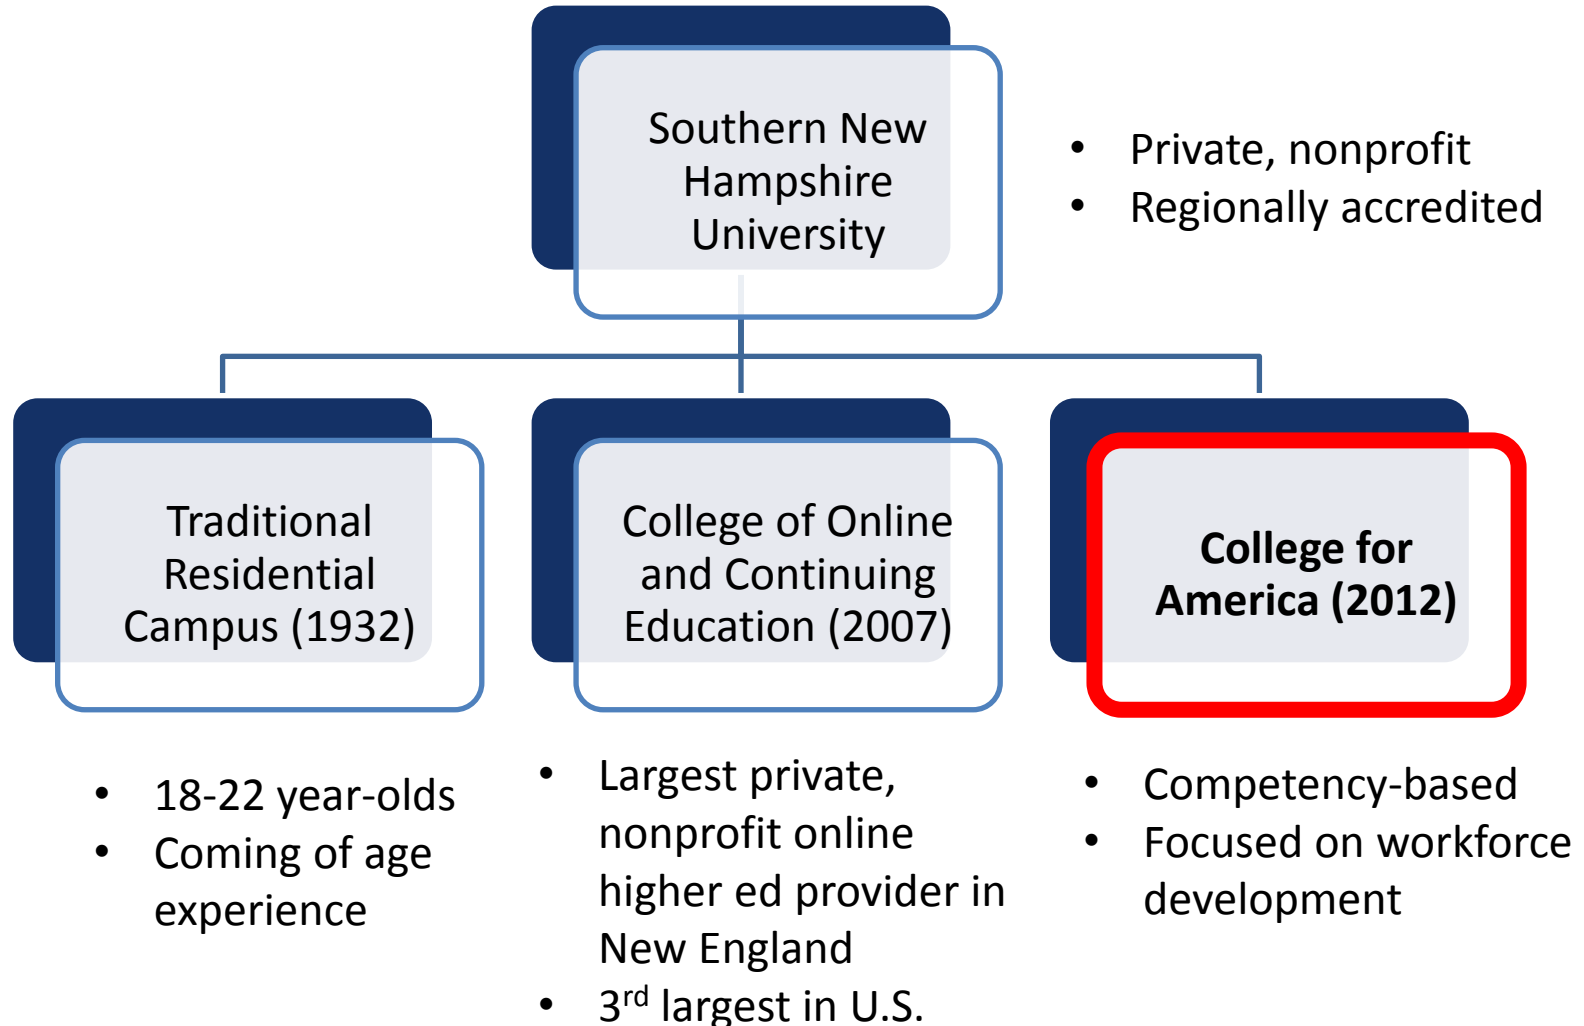 Southern New
Hampshire
University
• Private, nonprofit
• Regionally accredited
Traditional
Residential
Campus (1932)
College of Online
and Continuing
Education (2007)
College for
America (2012)
• 18-22 year-olds
• Coming of age
experience
• Largest private,
nonprofit online
higher ed provider in
New England
• 3rd largest in U.S.
• Competency-based
• Focused on workforce
development